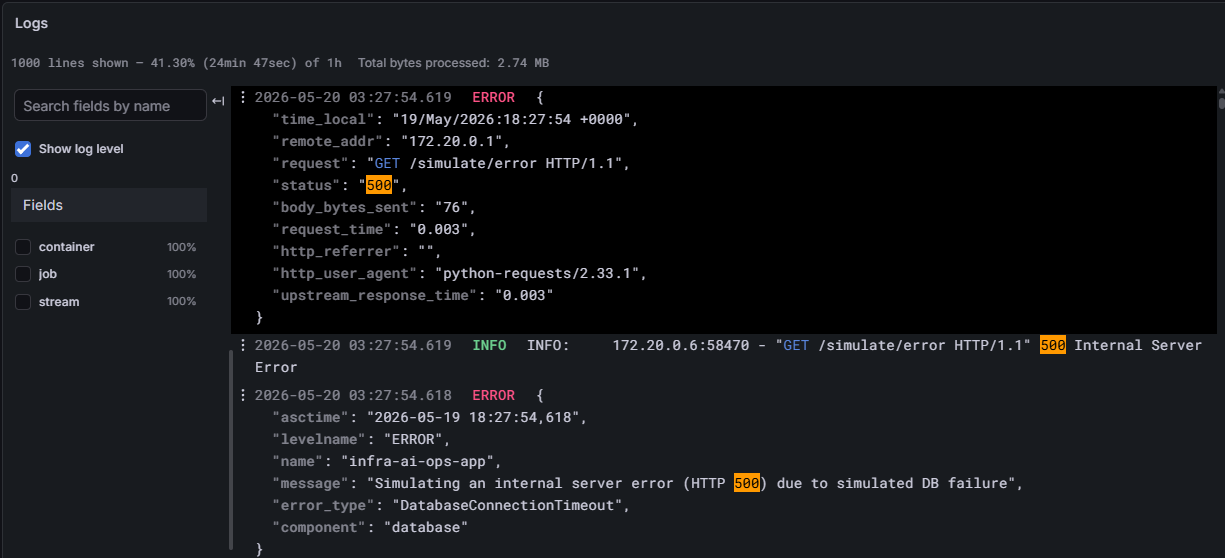 Logs
1000 lines shown — 41.30% (24min 47sec) of 1h Total bytes processed: 2.74 MB
Search fields by name
Show log level
0
Fields
container 100%
job 100%
stream 100%
2026-05-20 03:27:54.619 ERROR {
"time_local": "19/May/2026:18:27:54 +0000",
"remote_addr": "172.20.0.1",
"request": "GET /simulate/error HTTP/1.1",
"status": "500",
"body_bytes_sent": "76",
"request_time": "0.003",
"http_referrer": "",
"http_user_agent": "python-requests/2.33.1",
"upstream_response_time": "0.003"
}
2026-05-20 03:27:54.619 INFO INFO: 172.20.0.6:58470 - "GET /simulate/error HTTP/1.1" 500 Internal Server
Error
2026-05-20 03:27:54.618 ERROR {
"asctime": "2026-05-19 18:27:54,618",
"levelname": "ERROR",
"name": "infra-ai-ops-app",
"message": "Simulating an internal server error (HTTP 500) due to simulated DB failure",
"error_type": "DatabaseConnectionTimeout",
"component": "database"
}